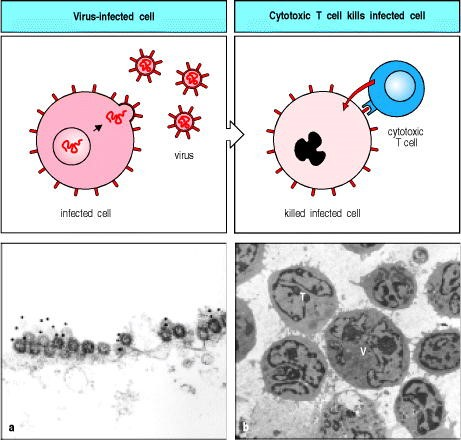 Virus-infected cell
Cytotoxic T cell kills infected cell
virus
infected cell
cytotoxic
T cell
killed infected cell
a
T
V
b